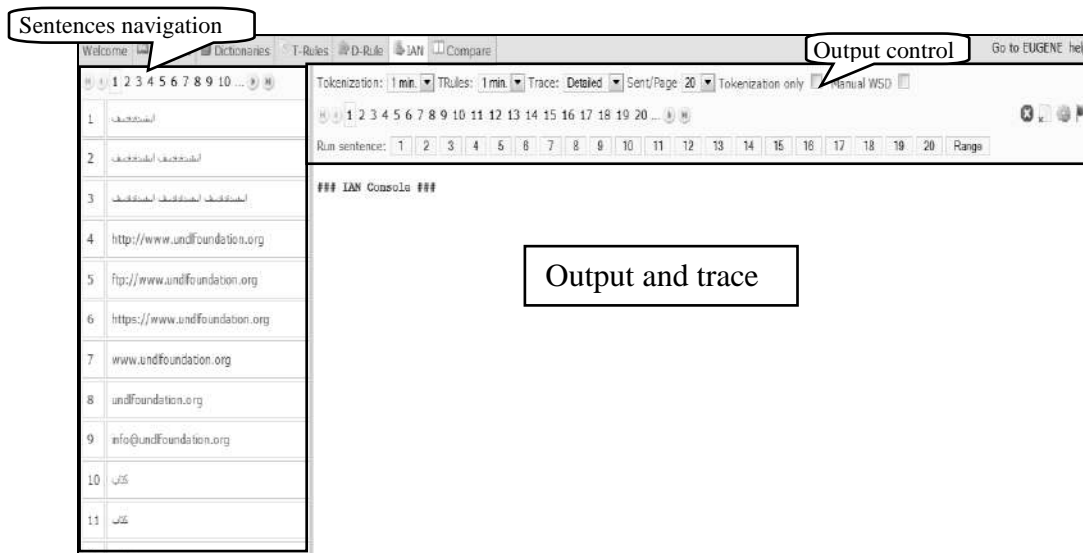 Sentences navigation
Output control
Welcome Dictionaries T-Rules D-Rule IAN Compare Go to EUGENE hel
1 2 3 4 5 6 7 8 9 10 ...
Tokenization: 1 min. TRules: 1 min. Trace: Detailed Sent/Page 20 Tokenization only Manual WSD
1 2 3 4 5 6 7 8 9 10 11 12 13 14 15 16 17 18 19 20 ...
Run sentence: 1 2 3 4 5 6 7 8 9 10 11 12 13 14 15 16 17 18 19 20 Range
### IAN Console ###
Output and trace
1
2
3
4 http://www.undlfoundation.org
5 ftp://www.undlfoundation.org
6 https://www.undlfoundation.org
7 www.undlfoundation.org
8 undlfoundation.org
9 info@undlfoundation.org
10 كتاب
11 كتاب